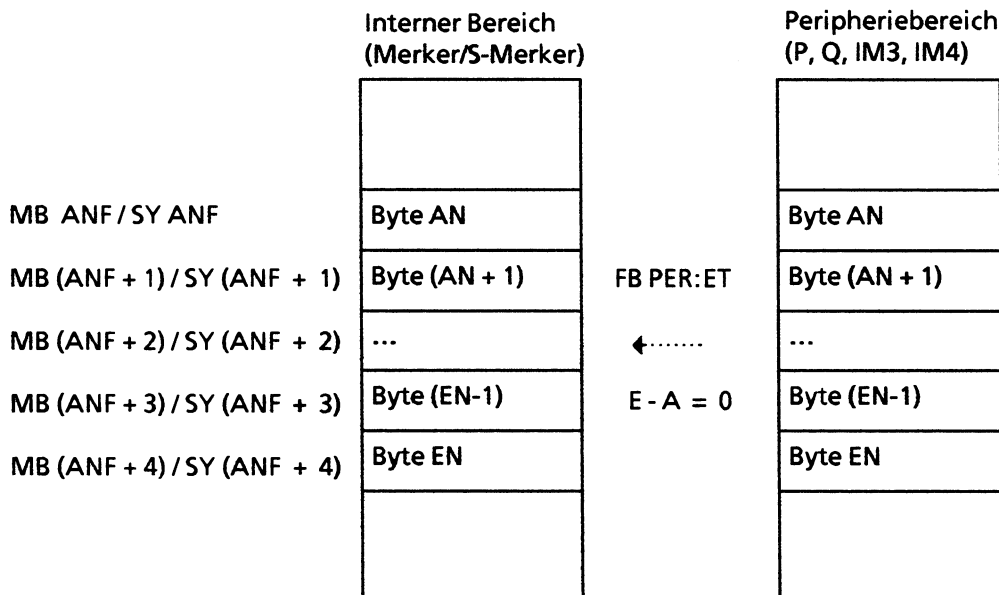 Interner Bereich
(Merker/S-Merker)
Peripheriebereich
(P, Q, IM3, IM4)
MB ANF / SY ANF
Byte AN
Byte AN
MB (ANF + 1) / SY (ANF + 1)
Byte (AN + 1)
FB PER:ET
Byte (AN + 1)
MB (ANF + 2) / SY (ANF + 2)
...
...
MB (ANF + 3) / SY (ANF + 3)
Byte (EN-1)
E - A = 0
Byte (EN-1)
MB (ANF + 4) / SY (ANF + 4)
Byte EN
Byte EN